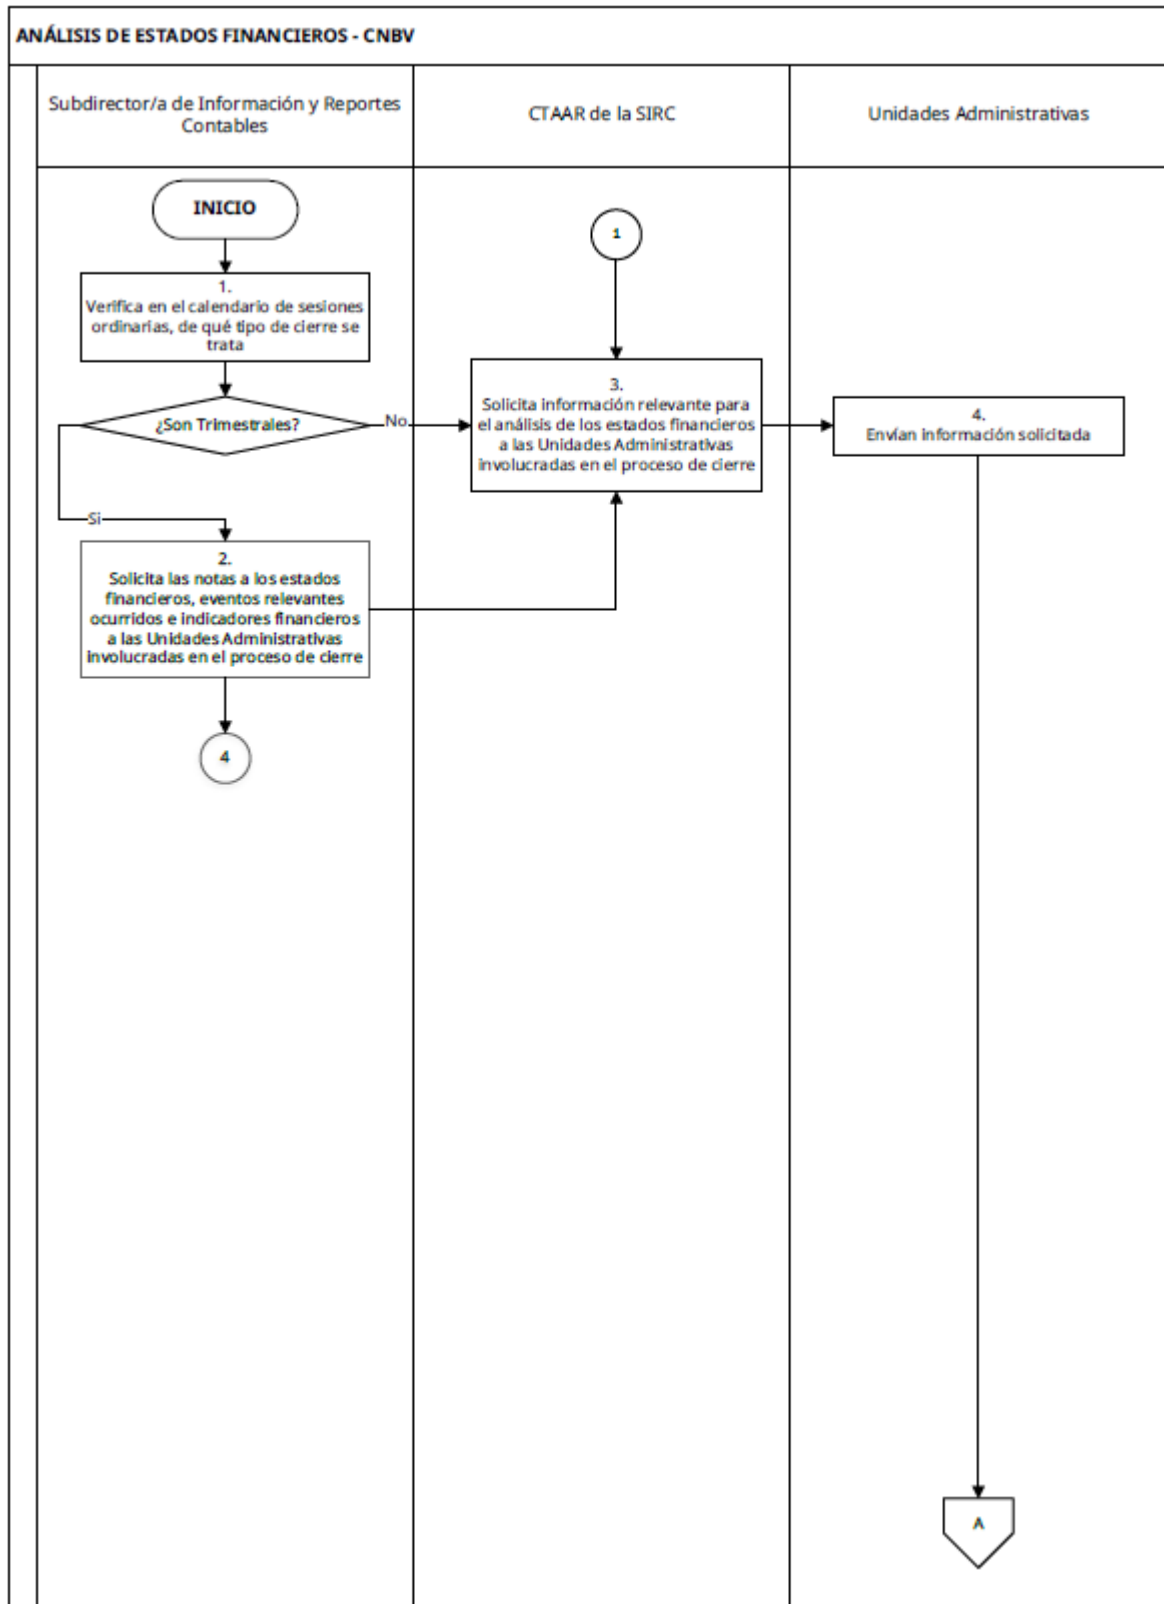 ANÁLISIS DE ESTADOS FINANCIEROS - CNBV
Subdirector/a de Información y Reportes
Contables
CTAAR de la SIRC
Unidades Administrativas
INICIO
1
1.
Verifica en el calendario de sesiones
ordinarias, de qué tipo de cierre se
trata
¿Son Trimestrales?
No
3.
Solicita información relevante para
el análisis de los estados financieros
a las Unidades Administrativas
involucradas en el proceso de cierre
4.
Envían información solicitada
Si
2.
Solicita las notas a los estados
financieros, eventos relevantes
ocurridos e indicadores financieros
a las Unidades Administrativas
involucradas en el proceso de cierre
4
A